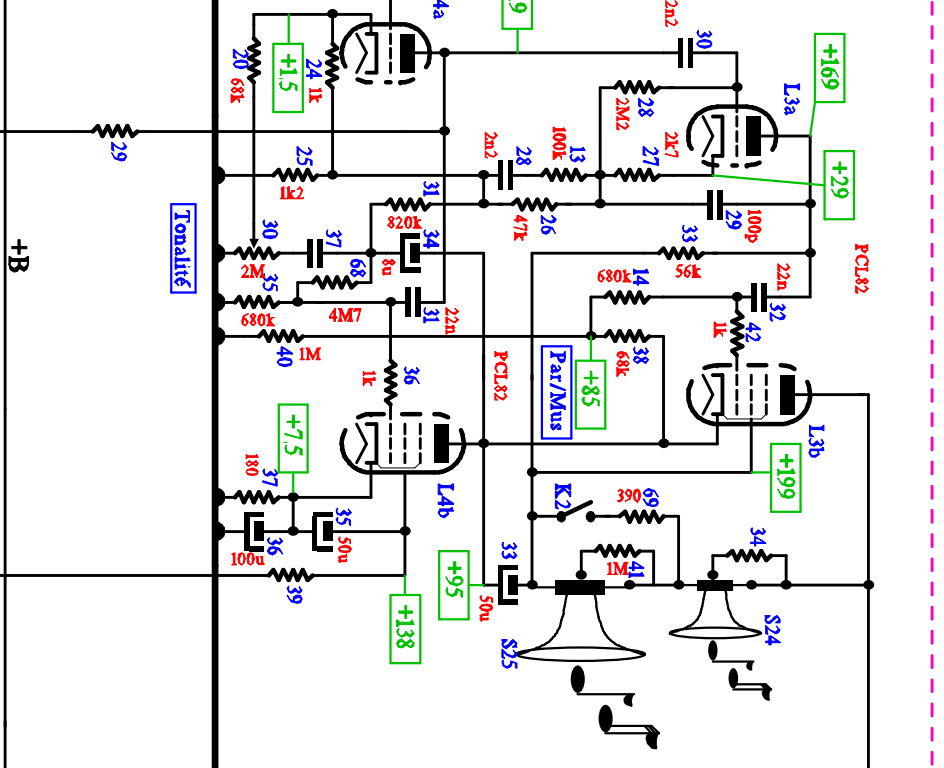 4a
9
2n2
30
+169
L3a
20
68k
+1.5
24
1k
28
2M2
2k7
27
+29
29
25
1k2
2n2
28
100k
13
31
820k
26
47k
29
100p
PCL82
Tonalité
30
2M
37
34
8u
33
56k
+B
35
680k
68
4M7
31
22n
14
680k
22n
32
40
1M
36
1k
PCL82
Par/Mus
+85
38
68k
42
1k
+7.5
L4b
L3b
+199
180
37
K2
390
69
100u
36
35
50u
34
39
+138
+95
33
50u
1M
41
S25
S24